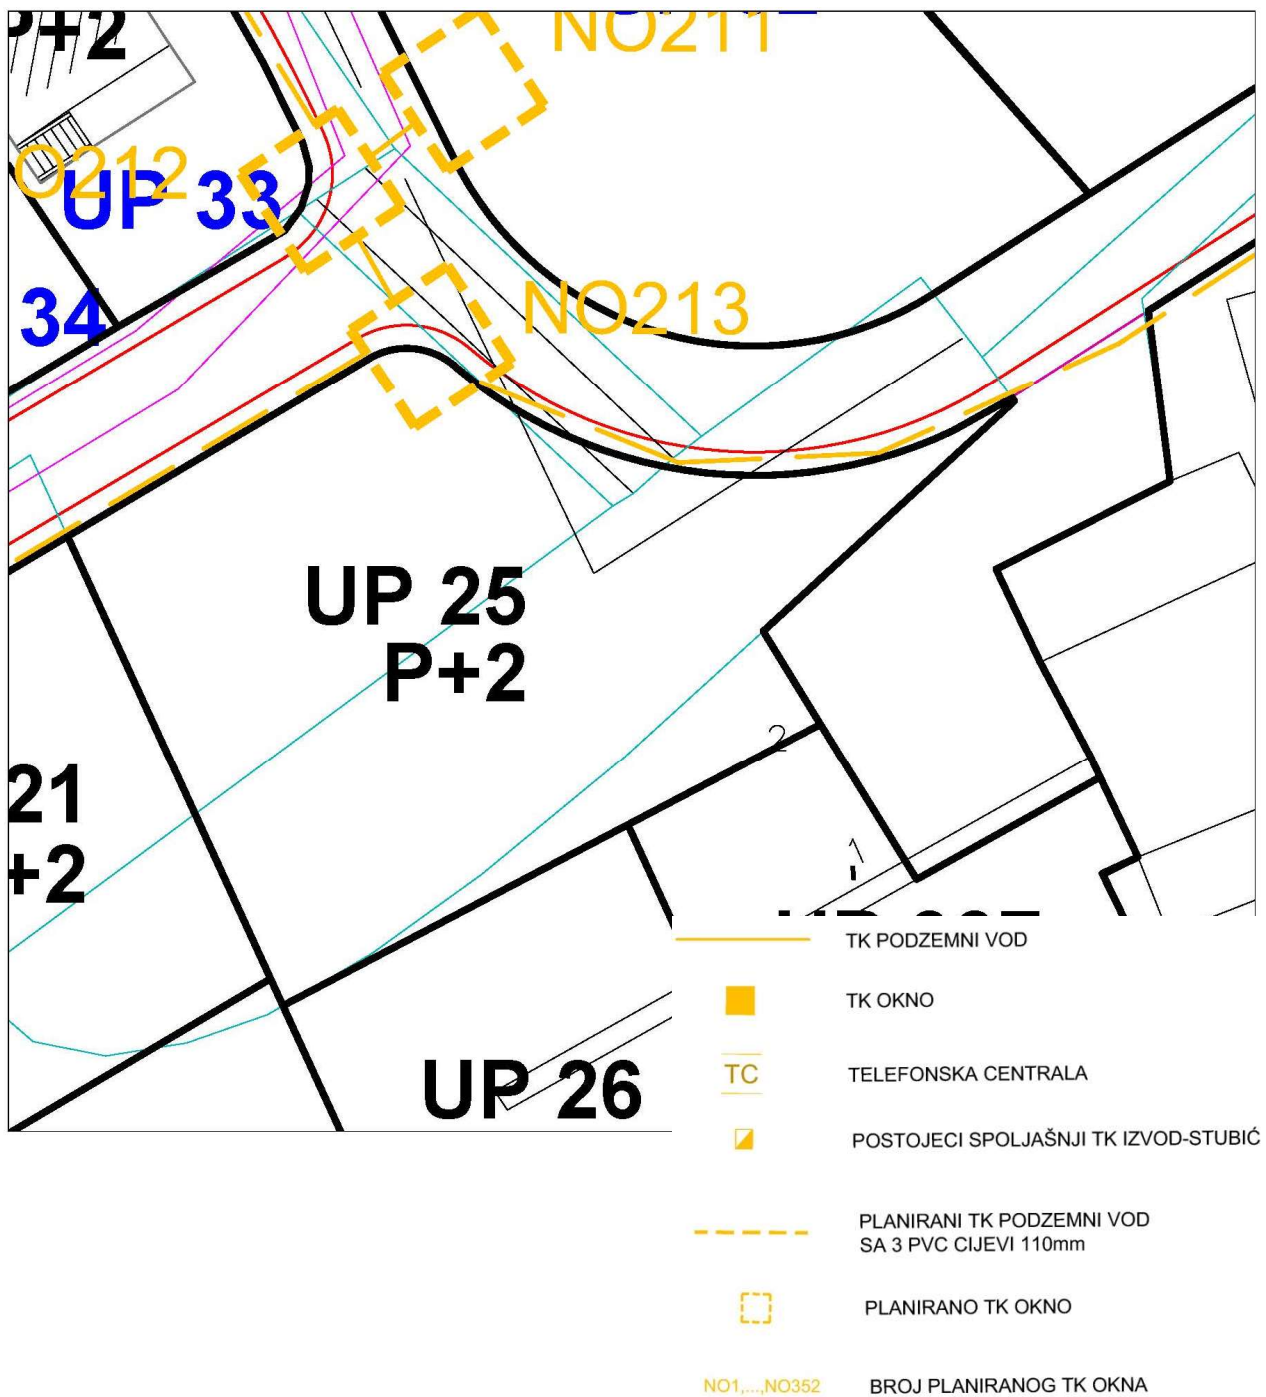 P+2
NO211
O212
UP 33
34
NO213
UP 25
P+2
2
21
+2
1
TK PODZEMNI VOD
TK OKNO
TC TELEFONSKA CENTRALA
POSTOJECI SPOLJAŠNJI TK IZVOD-STUBIĆ
UP 26
PLANIRANI TK PODZEMNI VOD
SA 3 PVC CIJEVI 110mm
PLANIRANO TK OKNO
NO1,...,NO352 BROJ PLANIRANOG TK OKNA